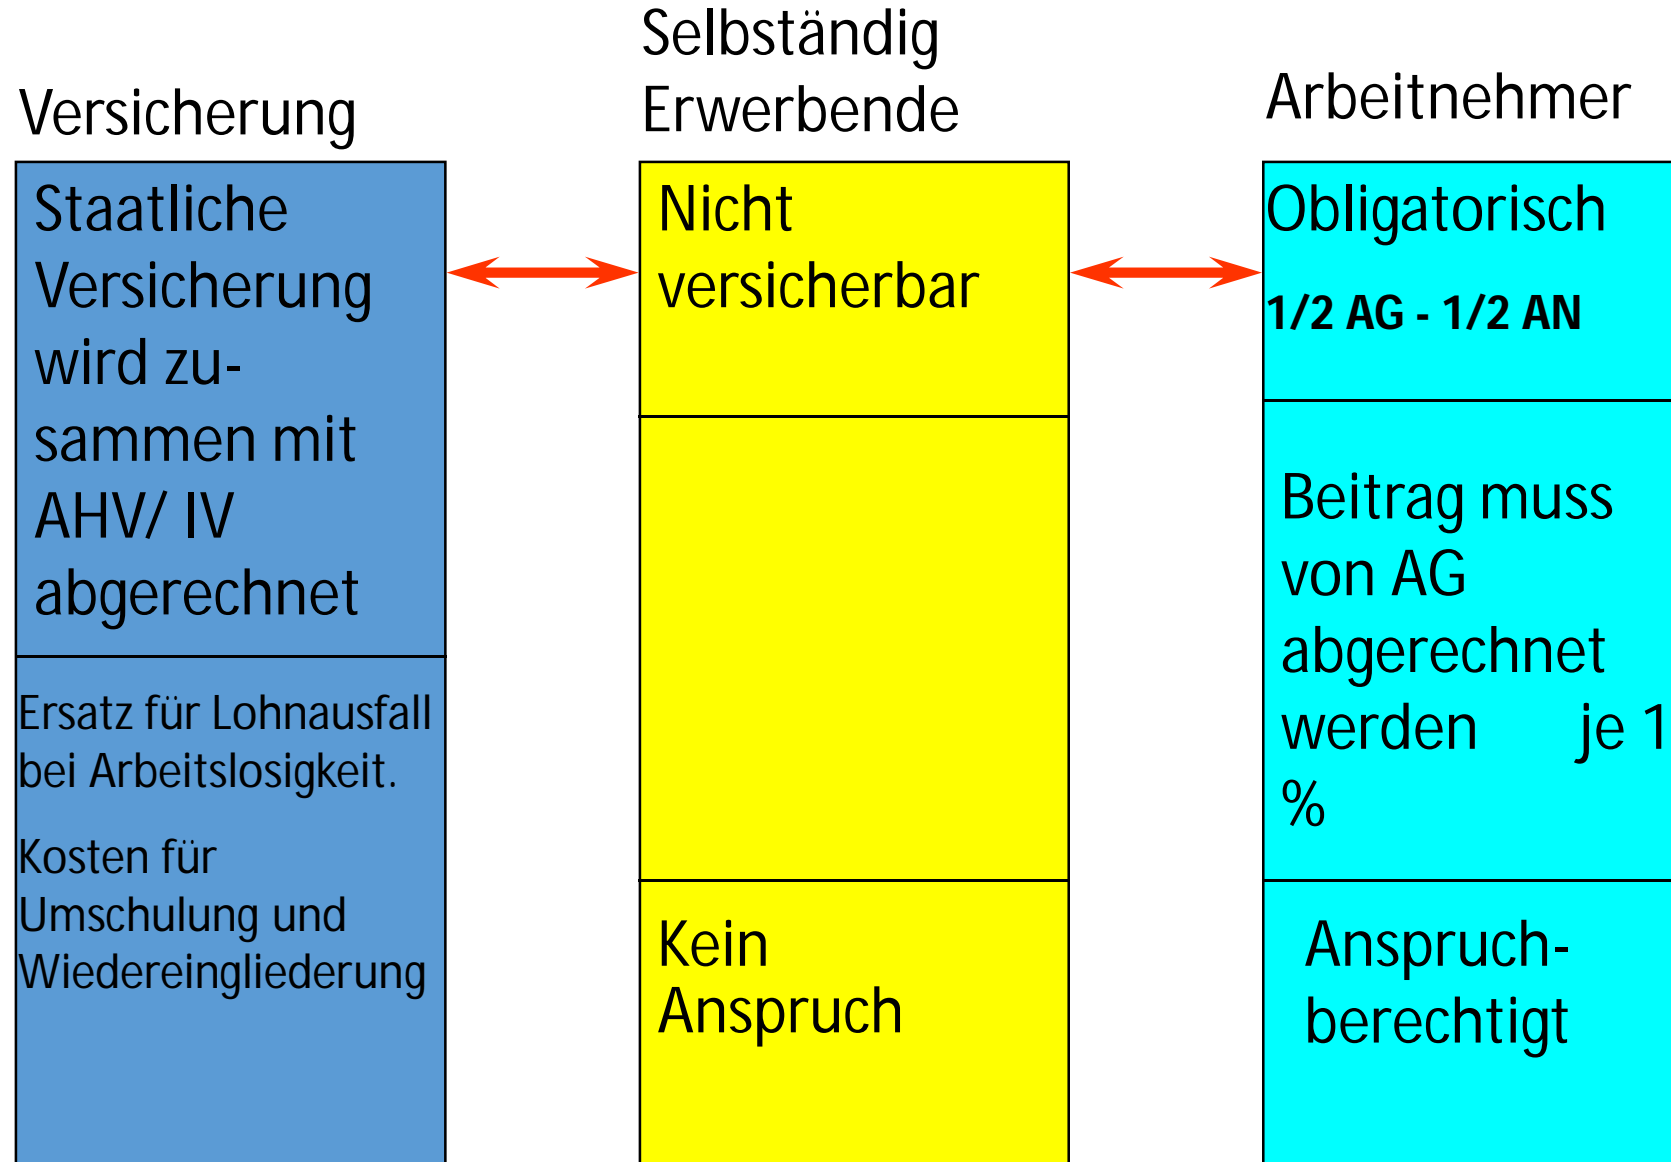 Versicherung
Staatliche
Versicherung
wird zu-
sammen mit
AHV/ IV
abgerechnet
Ersatz für Lohnausfall
bei Arbeitslosigkeit.
Kosten für
Umschulung und
Wiedereingliederung
Selbständig
Erwerbende
Nicht
versicherbar
Kein
Anspruch
Arbeitnehmer
Obligatorisch
1/2 AG - 1/2 AN
Beitrag muss
von AG
abgerechnet
werden je 1
%
Anspruch-
berechtigt